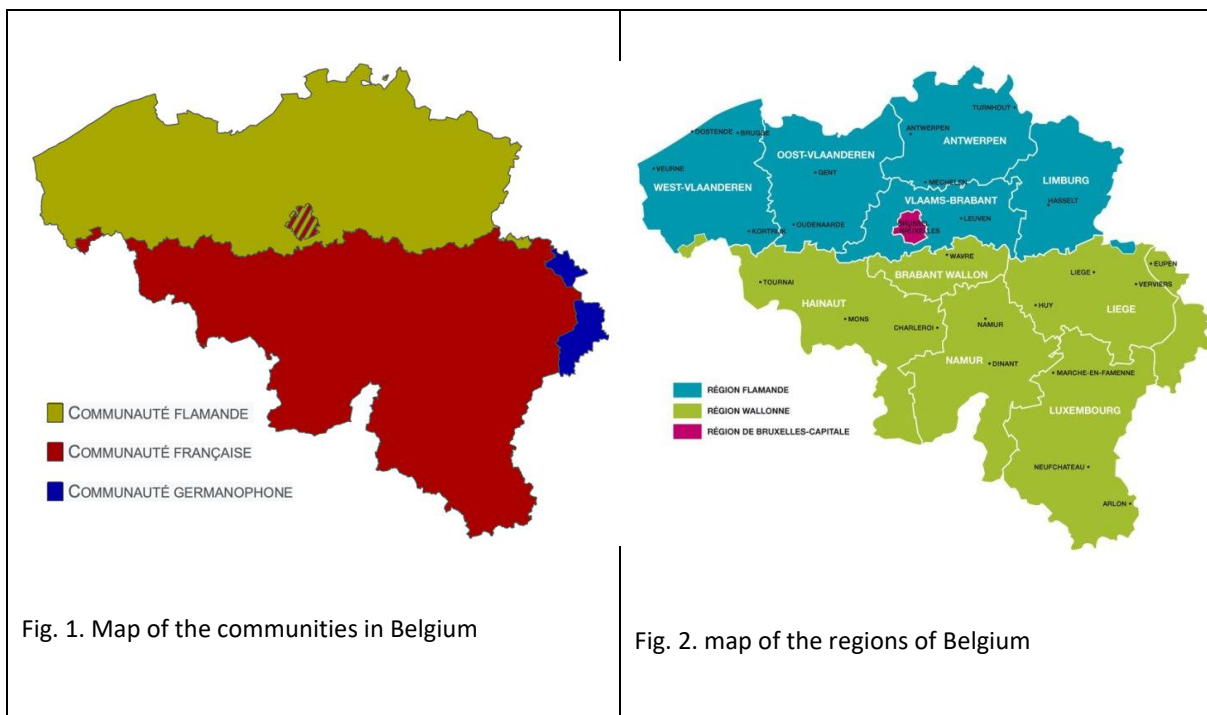 COMMUNAUTÉ FLAMANDE
COMMUNAUTÉ FRANÇAISE
COMMUNAUTÉ GERMANOPHONE
Fig. 1. Map of the communities in Belgium
TURNHOUT
OOSTENDE
BRUGGE
ANTWERPEN
ANTWERPEN
OOST-VLAANDEREN
VEURNE
GENT
MECHELEN
LIMBURG
WEST-VLAANDEREN
VLAAMS-BRABANT
HASSELT
OUDENAARDE
LEUVEN
KORTRIJK
BRUSSEL
BRUXELLES
WAVRE
EUPEN
BRABANT WALLON
LIEGE
TOURNAI
VERVIERS
HAINAUT
HUY
LIEGE
MONS
CHARLEROI
NAMUR
NAMUR
DINANT
MARCHE-EN-FAMENNE
RÉGION FLAMANDE
RÉGION WALLONNE
LUXEMBOURG
RÉGION DE BRUXELLES-CAPITALE
NEUFCHATEAU
ARLON
Fig. 2. map of the regions of Belgium